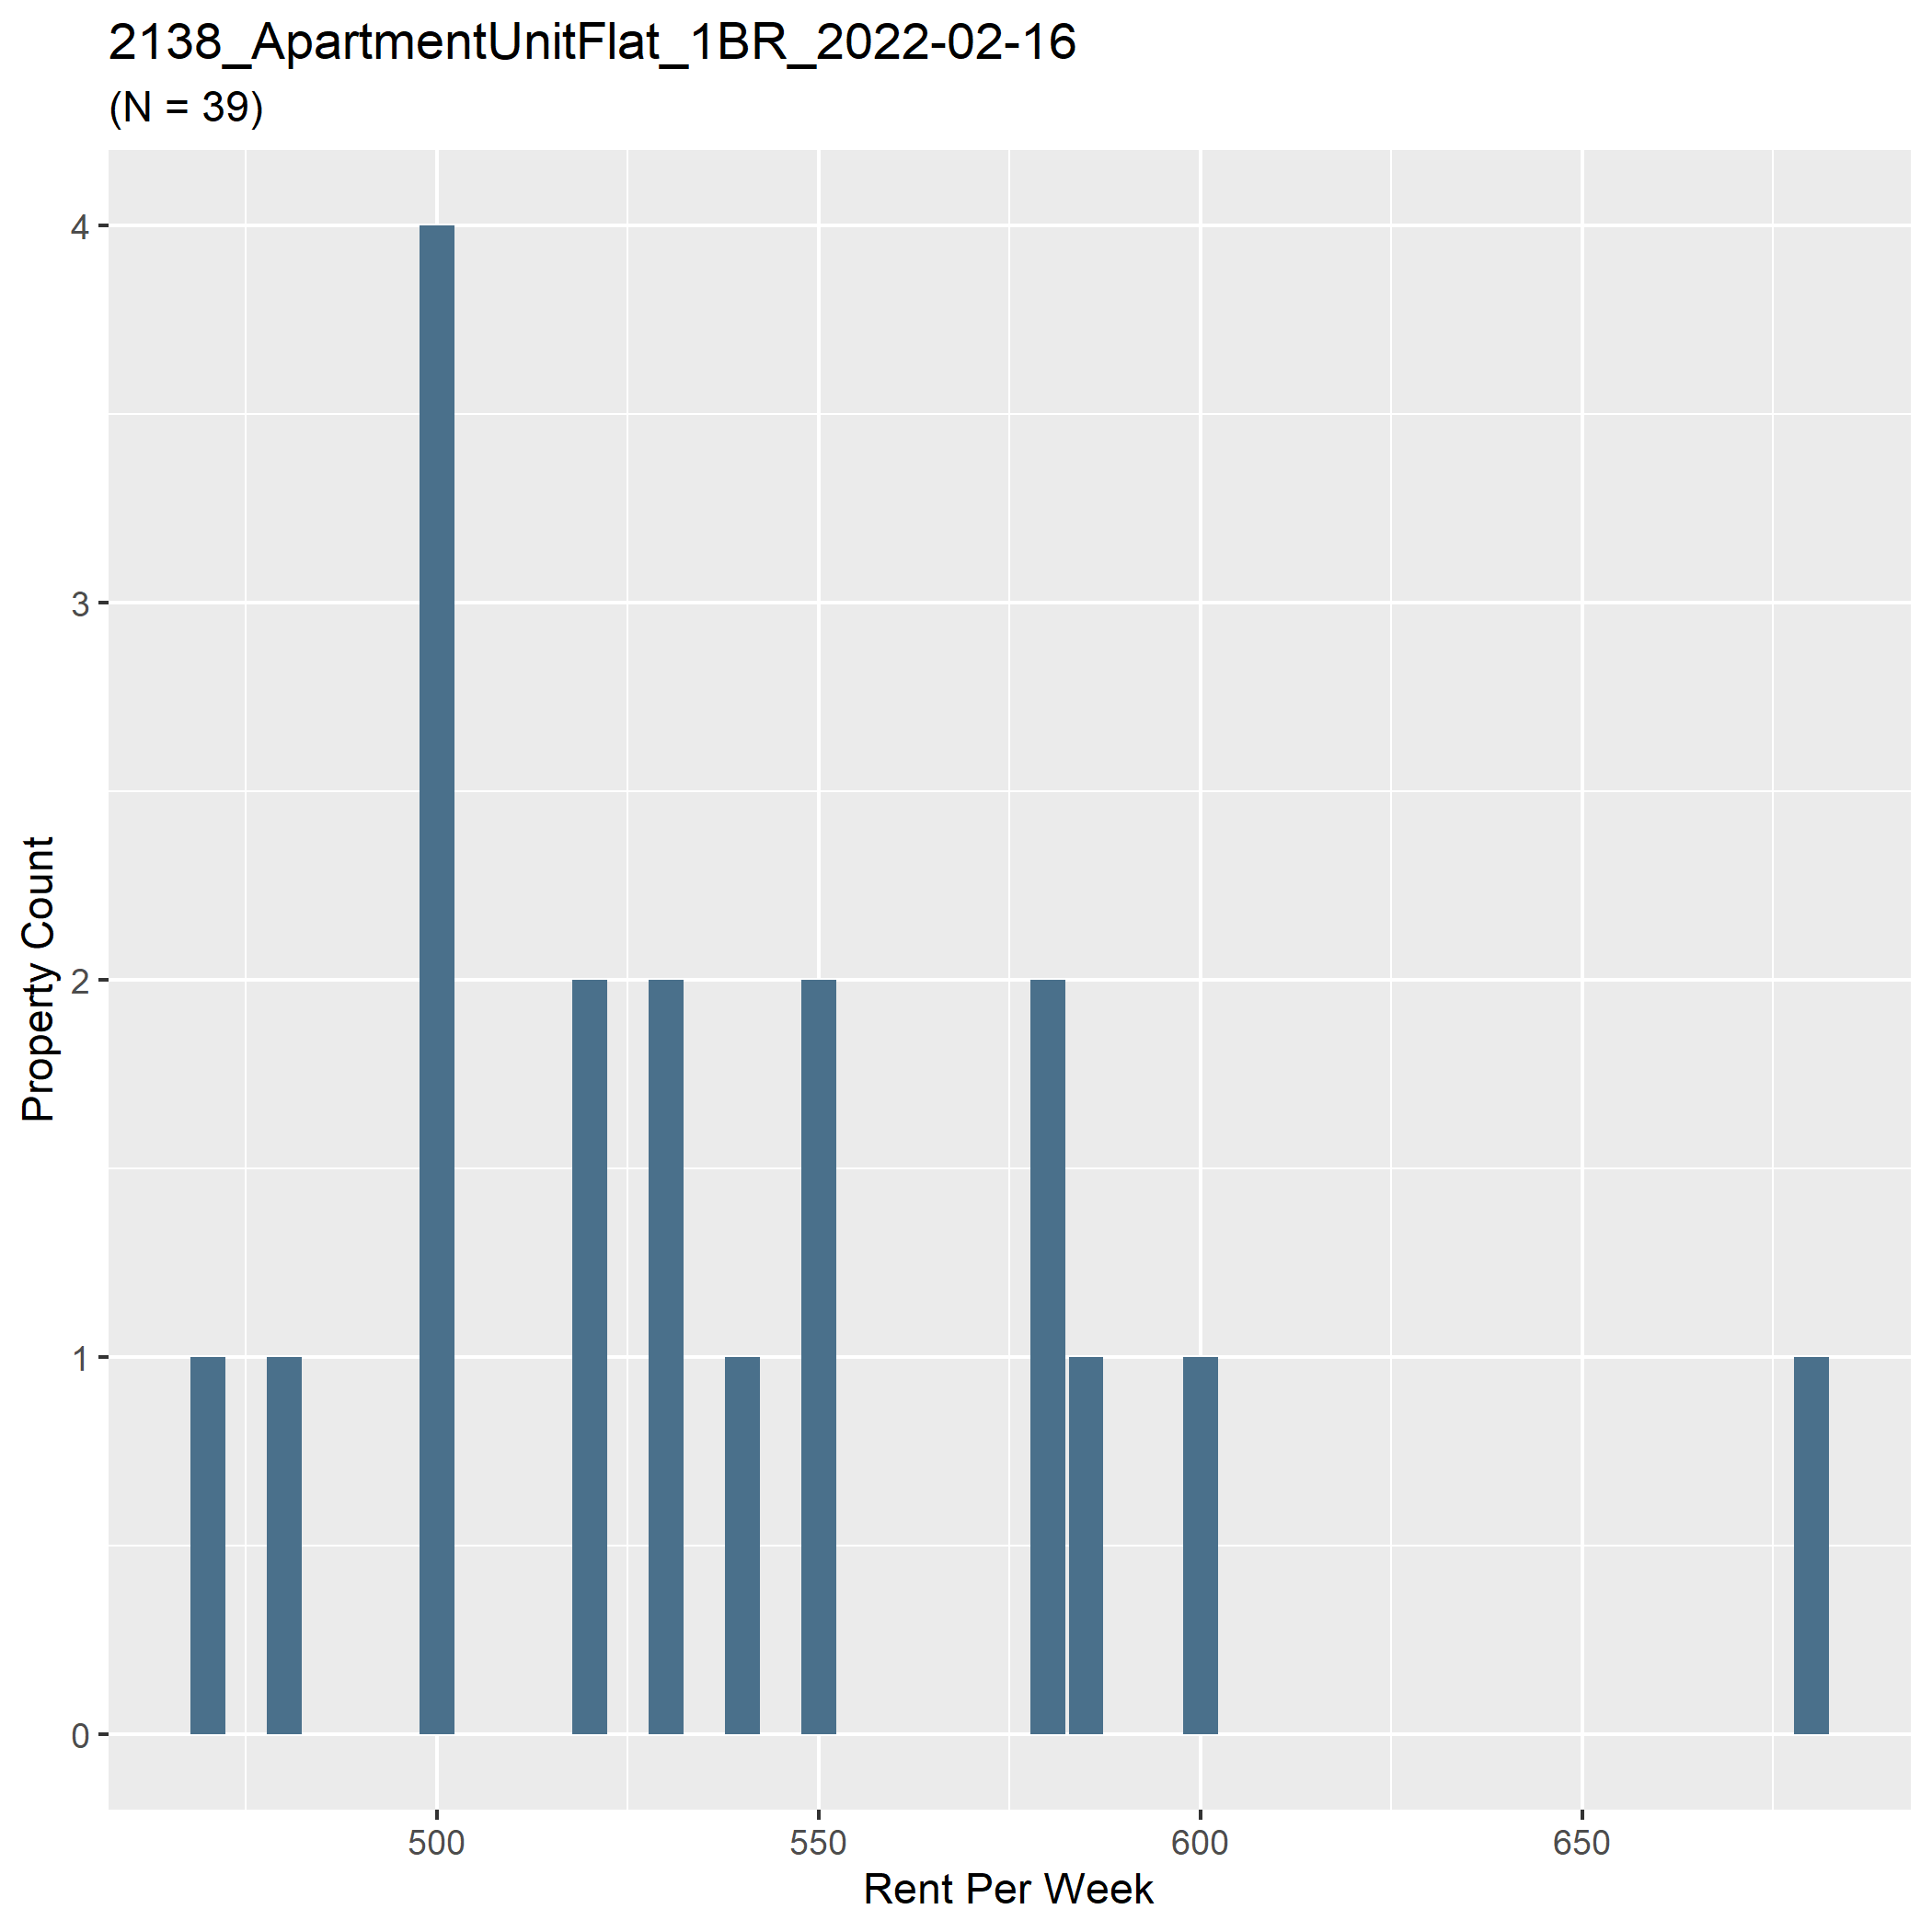 2138_ApartmentUnitFlat_1BR_2022-02-16
(N = 39)
4
3
2
1
0
Property Count
500
550
600
650
Rent Per Week